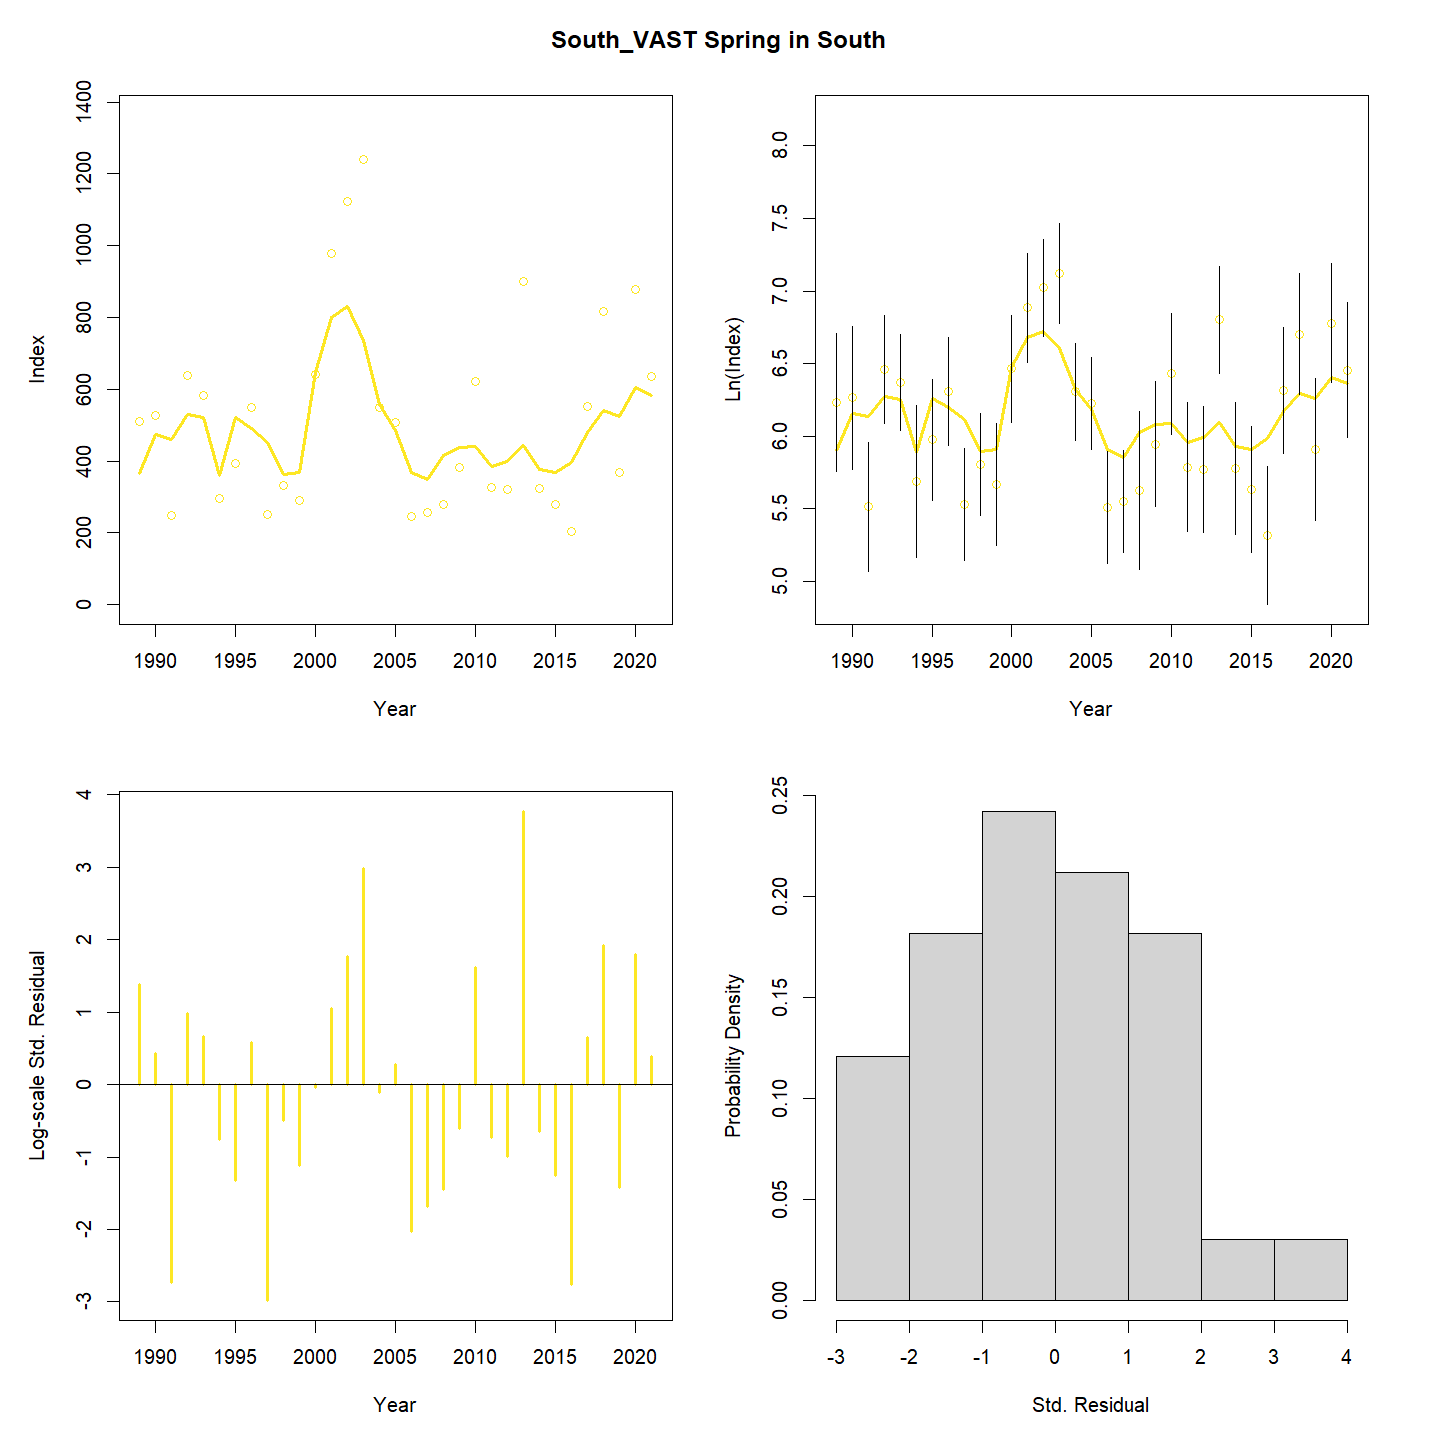 South_VAST Spring in South
1400
1200
1000
800
600
400
200
0
Index
1990 1995 2000 2005 2010 2015 2020
Year
8.0
7.5
7.0
6.5
6.0
5.5
5.0
Ln(Index)
1990 1995 2000 2005 2010 2015 2020
Year
4
3
2
1
0
-1
-2
-3
Log-scale Std. Residual
1990 1995 2000 2005 2010 2015 2020
Year
0.25
0.20
0.15
0.10
0.05
0.00
Probability Density
-3 -2 -1 0 1 2 3 4
Std. Residual